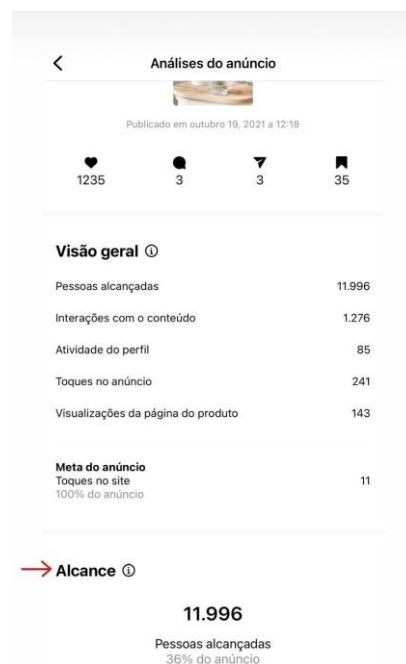 Análises do anúncio
Publicado em outubro 19, 2021 a 12:18
1235 3 3 35
Visão geral
Pessoas alcançadas 11.996
Interações com o conteúdo 1.276
Atividade do perfil 85
Toques no anúncio 241
Visualizações da página do produto 143
Meta do anúncio
Toques no site 11
100% do anúncio
Alcance
11.996
Pessoas alcançadas
36% do anúncio